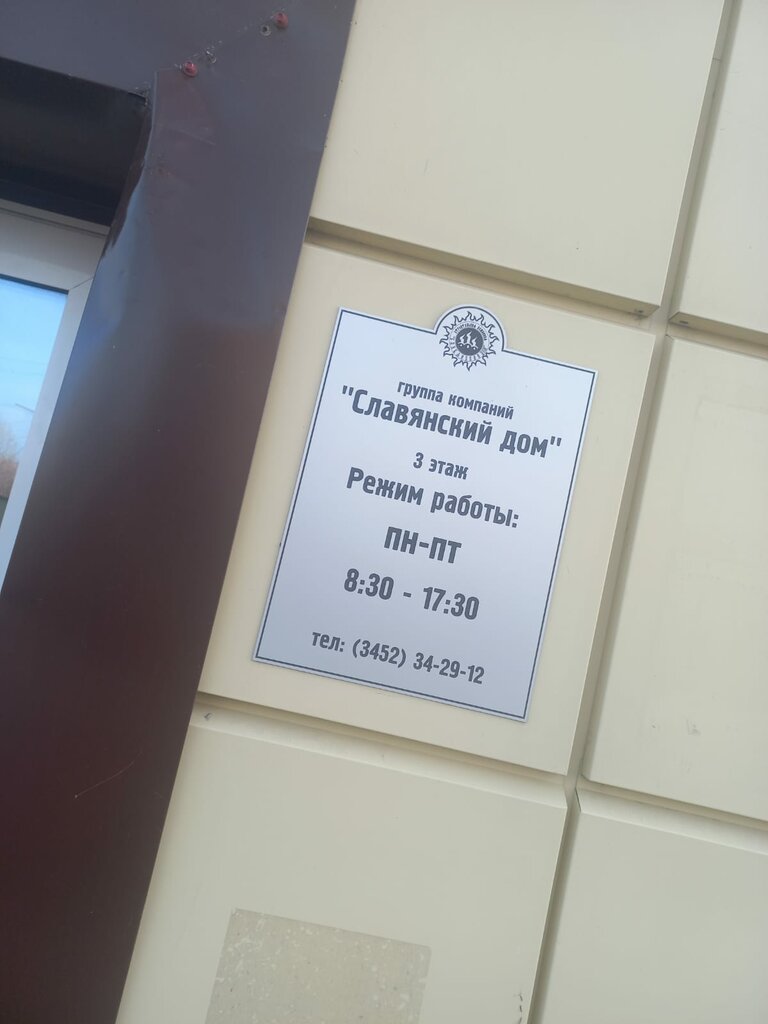 группа компаний
"Славянский дом"
3 этаж
Режим работы:
пн-пт
8:30 - 17:30
тел: (3452) 34-29-12